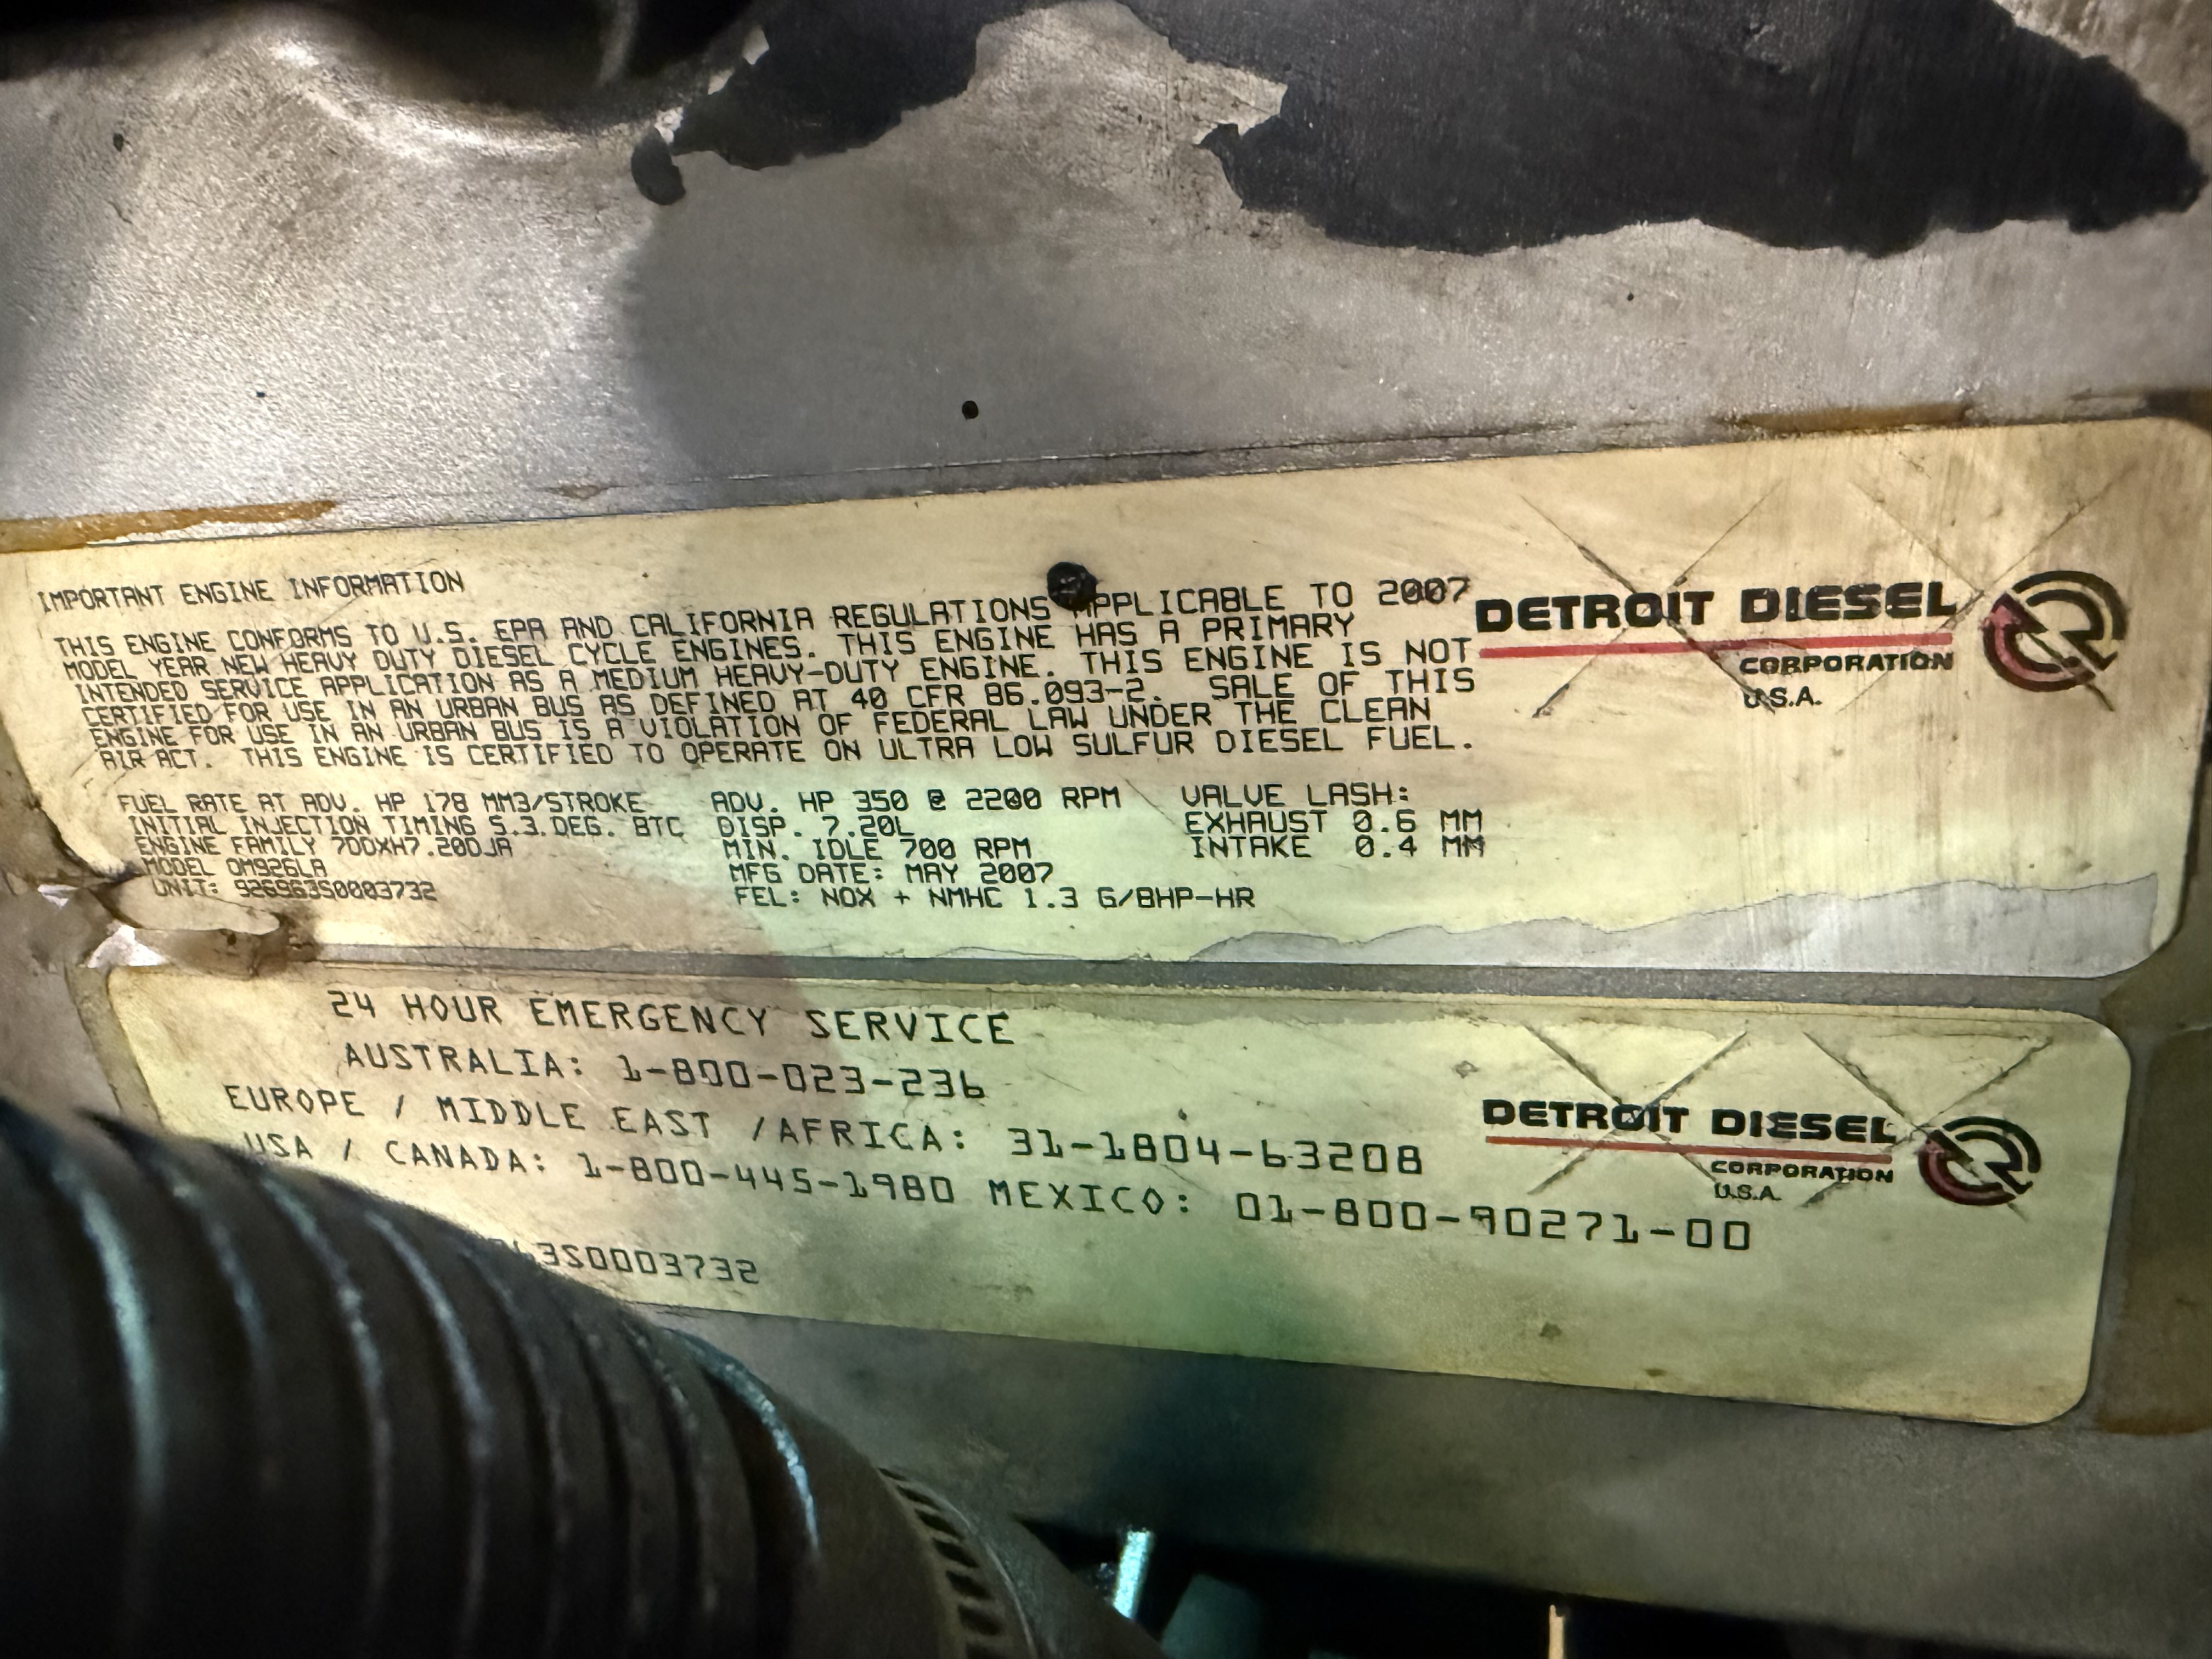 IMPORTANT ENGINE INFORMATION
THIS ENGINE CONFORMS TO U.S. EPA AND CALIFORNIA REGULATIONS APPLICABLE TO 2007
MODEL YEAR NEW HEAVY DUTY DIESEL CYCLE ENGINES. THIS ENGINE HAS A PRIMARY
INTENDED SERVICE APPLICATION AS A MEDIUM HEAVY-DUTY ENGINE. THIS ENGINE IS NOT
CERTIFIED FOR USE IN AN URBAN BUS AS DEFINED AT 40 CFR 86.093-2. SALE OF THIS
ENGINE FOR USE IN AN URBAN BUS IS A VIOLATION OF FEDERAL LAW UNDER THE CLEAN
AIR ACT. THIS ENGINE IS CERTIFIED TO OPERATE ON ULTRA LOW SULFUR DIESEL FUEL.
DETROIT DIESEL
CORPORATION
U.S.A.
FUEL RATE AT ADV. HP 178 MM3/STROKE
INITIAL INJECTION TIMING 5.3 DEG. BTC
ENGINE FAMILY 7DDXH7.20DJA
MODEL OM926LA
UNIT: 926963S0003732
ADV. HP 350 @ 2200 RPM
DISP. 7.20L
MIN. IDLE 700 RPM
MFG DATE: MAY 2007
FEL: NOX + NMHC 1.3 G/BHP-HR
VALVE LASH:
EXHAUST 0.6 MM
INTAKE 0.4 MM
24 HOUR EMERGENCY SERVICE
AUSTRALIA: 1-800-023-236
EUROPE / MIDDLE EAST /AFRICA: 31-1804-63208
USA / CANADA: 1-800-445-1980 MEXICO: 01-800-90271-00
63S0003732
DETROIT DIESEL
CORPORATION
U.S.A.